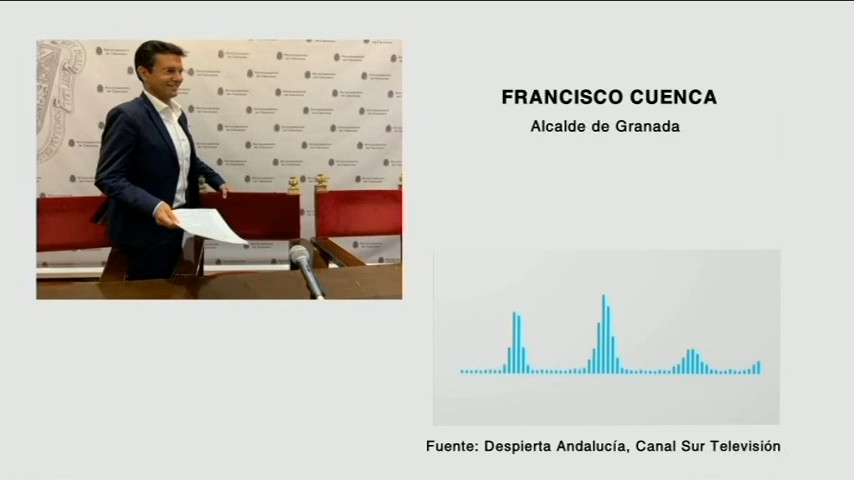 FRANCISCO CUENCA
Alcalde de Granada
Fuente: Despierta Andalucía, Canal Sur Televisión